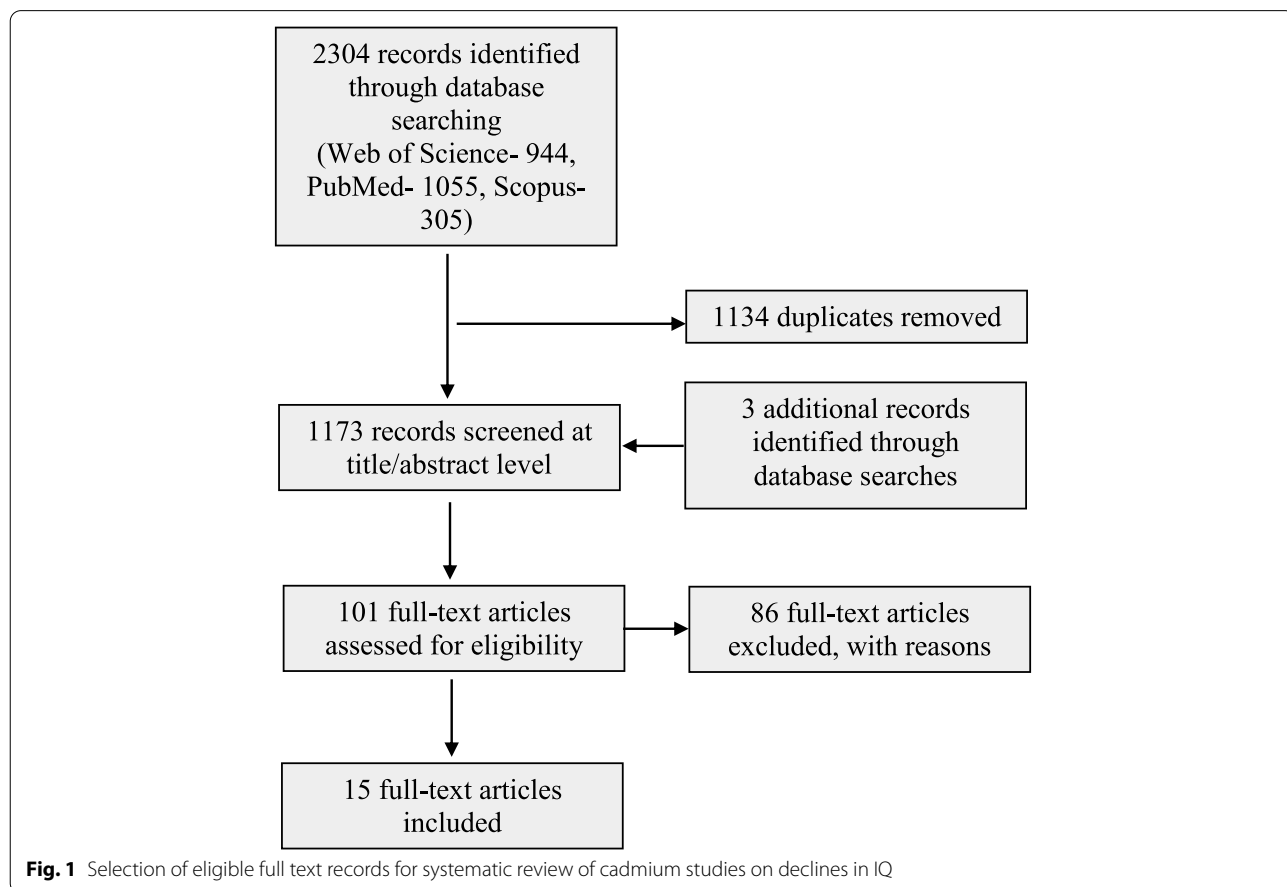 2304 records identified
through database
searching
(Web of Science- 944,
PubMed- 1055, Scopus-
305)
1134 duplicates removed
3 additional records
identified through
database searches
1173 records screened at
title/abstract level
101 full-text articles
assessed for eligibility
86 full-text articles
excluded, with reasons
15 full-text articles
included
Fig. 1 Selection of eligible full text records for systematic review of cadmium studies on declines in IQ